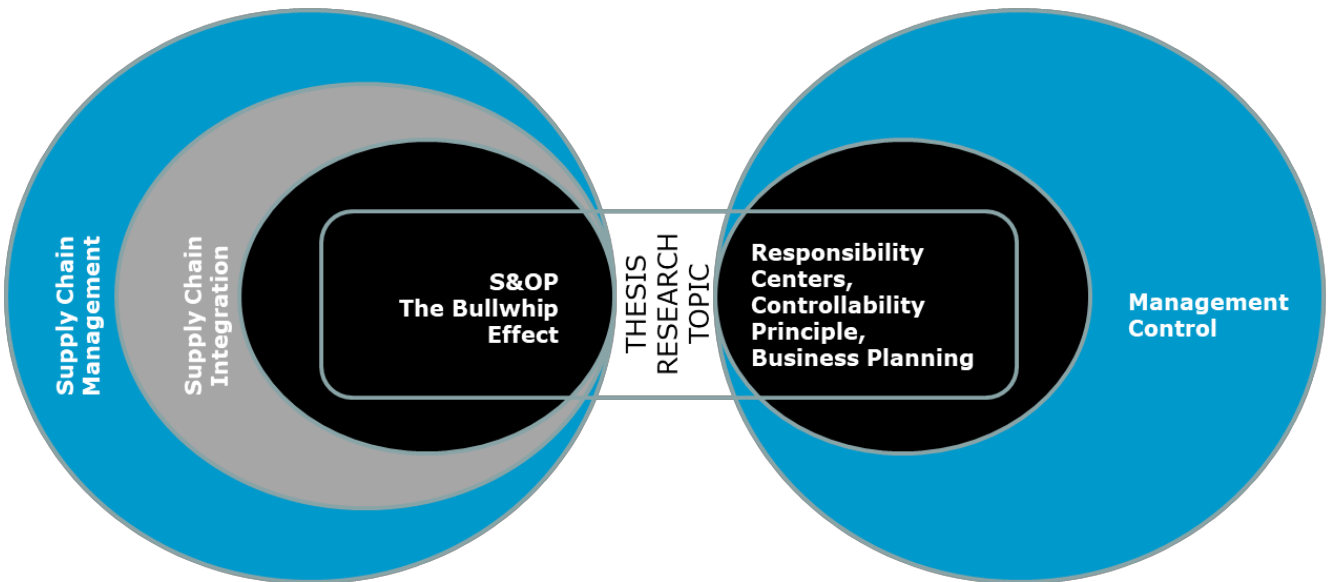 Supply Chain
Management
Supply Chain
Integration
S&OP
The Bullwhip
Effect
THESIS
RESEARCH
TOPIC
Responsibility
Centers,
Controllability
Principle,
Business Planning
Management
Control